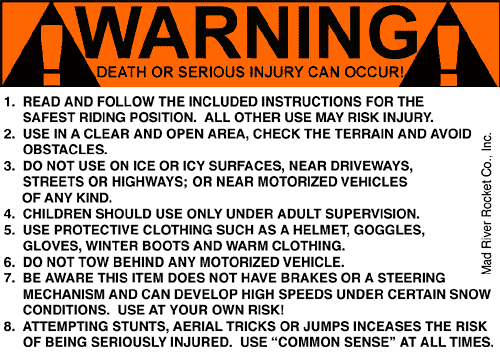 WARNING
DEATH OR SERIOUS INJURY CAN OCCUR!
1. READ AND FOLLOW THE INCLUDED INSTRUCTIONS FOR THE
SAFEST RIDING POSITION. ALL OTHER USE MAY RISK INJURY.
2. USE IN A CLEAR AND OPEN AREA, CHECK THE TERRAIN AND AVOID
OBSTACLES.
3. DO NOT USE ON ICE OR ICY SURFACES, NEAR DRIVEWAYS,
STREETS OR HIGHWAYS; OR NEAR MOTORIZED VEHICLES
OF ANY KIND.
4. CHILDREN SHOULD USE ONLY UNDER ADULT SUPERVISION.
5. USE PROTECTIVE CLOTHING SUCH AS A HELMET, GOGGLES,
GLOVES, WINTER BOOTS AND WARM CLOTHING.
6. DO NOT TOW BEHIND ANY MOTORIZED VEHICLE.
7. BE AWARE THIS ITEM DOES NOT HAVE BRAKES OR A STEERING
MECHANISM AND CAN DEVELOP HIGH SPEEDS UNDER CERTAIN SNOW
CONDITIONS. USE AT YOUR OWN RISK!
8. ATTEMPTING STUNTS, AERIAL TRICKS OR JUMPS INCEASES THE RISK
OF BEING SERIOUSLY INJURED. USE “COMMON SENSE” AT ALL TIMES.
Mad River Rocket Co., Inc.